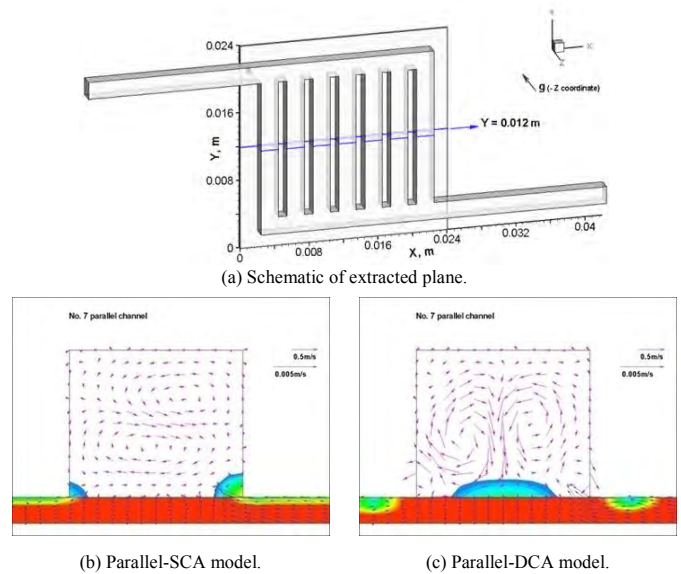 0.024
0.016
0.008
0
Y, m
Y
X
Z
g (- Z coordinate)
Y = 0.012 m
0
0.008
0.016
0.024
0.032
0.04
X, m
(a) Schematic of extracted plane.
No. 7 parallel channel
0.5m/s
0.005m/s
No. 7 parallel channel
0.5m/s
0.005m/s
(b) Parallel-SCA model.
(c) Parallel-DCA model.